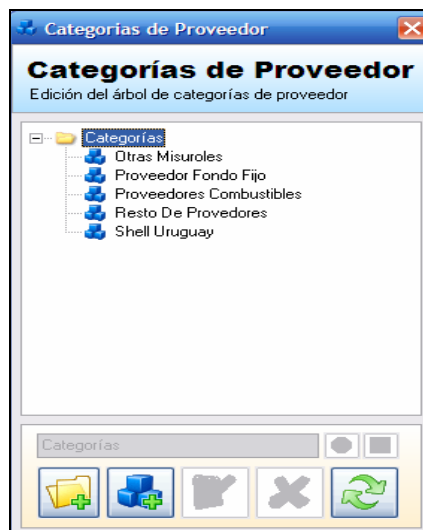 Categorias de Proveedor
Categorías de Proveedor
Edición del árbol de categorías de proveedor
Categorías
Otras Misuroles
Proveedor Fondo Fijo
Proveedores Combustibles
Resto De Provedores
Shell Uruguay
Categorías